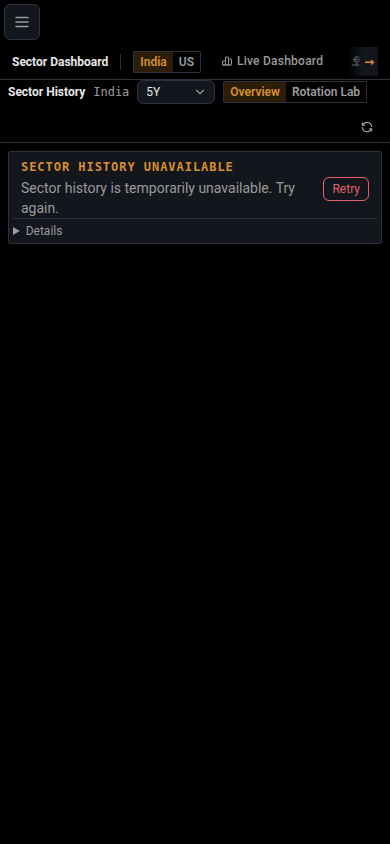 Sector Dashboard India US Live Dashboard →
Sector History India 5Y Overview Rotation Lab
SECTOR HISTORY UNAVAILABLE
Sector history is temporarily unavailable. Try
again.
Retry
Details